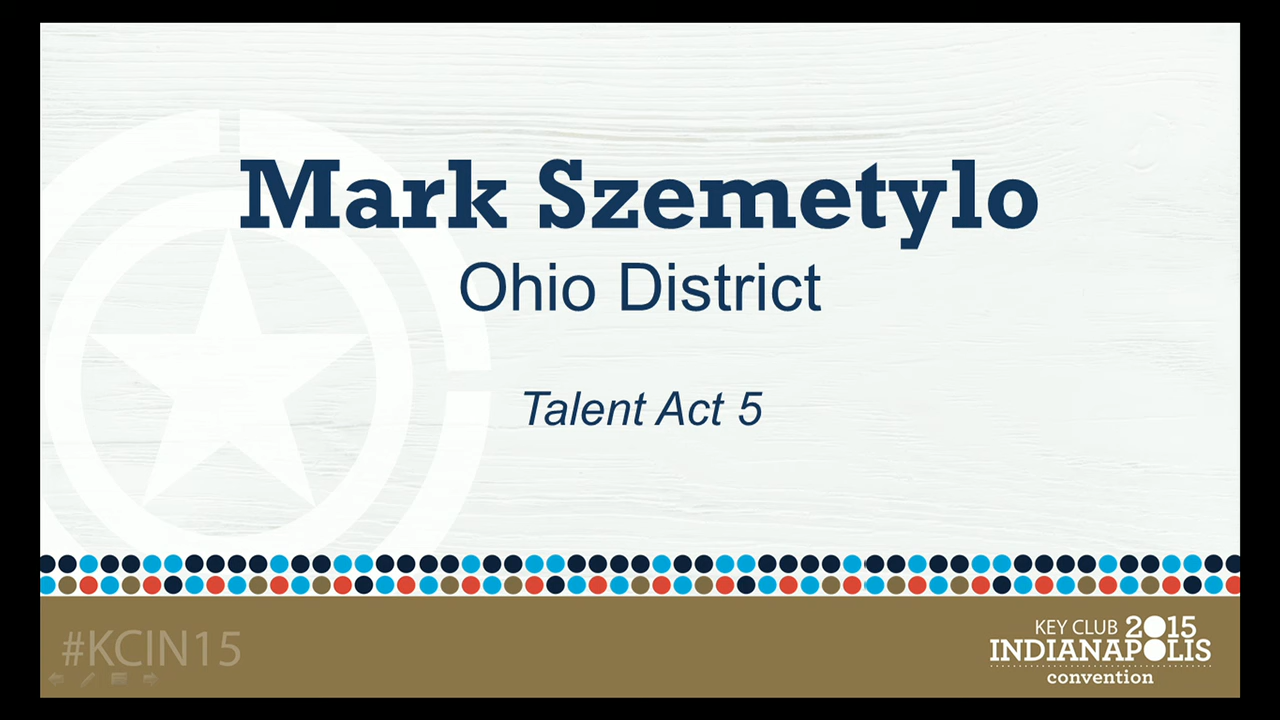 Mark Szemetylo
Ohio District
Talent Act 5
#KCIN15
KEY CLUB 2015
INDIANAPOLIS
convention